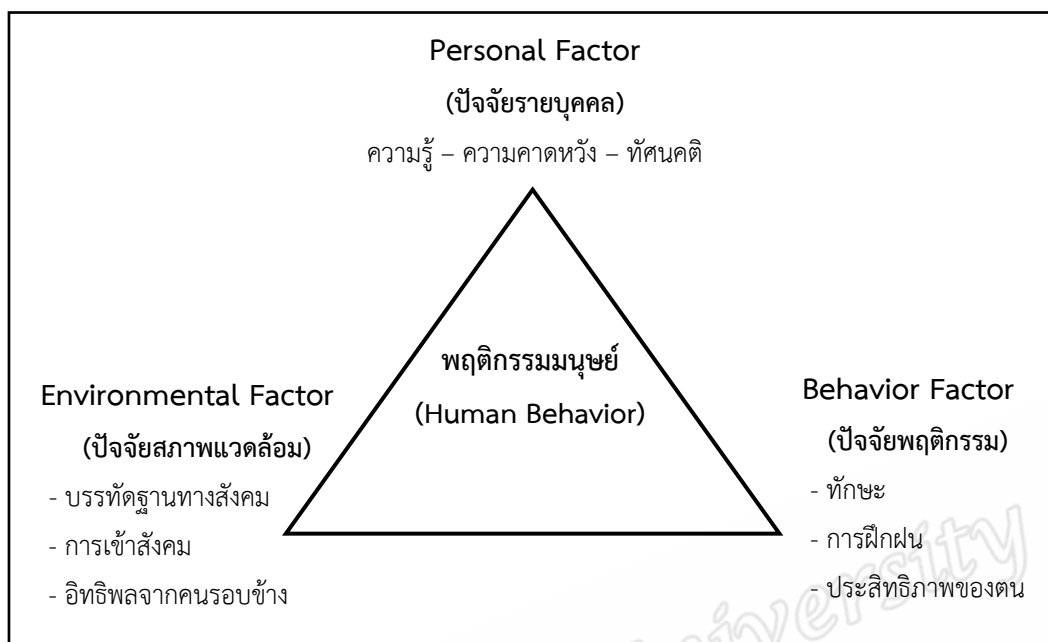 Personal Factor
(ปัจจัยรายบุคคล)
ความรู้ – ความคาดหวัง – ทัศนคติ
พฤติกรรมมนุษย์
(Human Behavior)
Environmental Factor
(ปัจจัยสภาพแวดล้อม)
- บรรทัดฐานทางสังคม
- การเข้าสังคม
- อิทธิพลจากคนรอบข้าง
Behavior Factor
(ปัจจัยพฤติกรรม)
- ทักษะ
- การฝึกฝน
- ประสิทธิภาพของตน
University